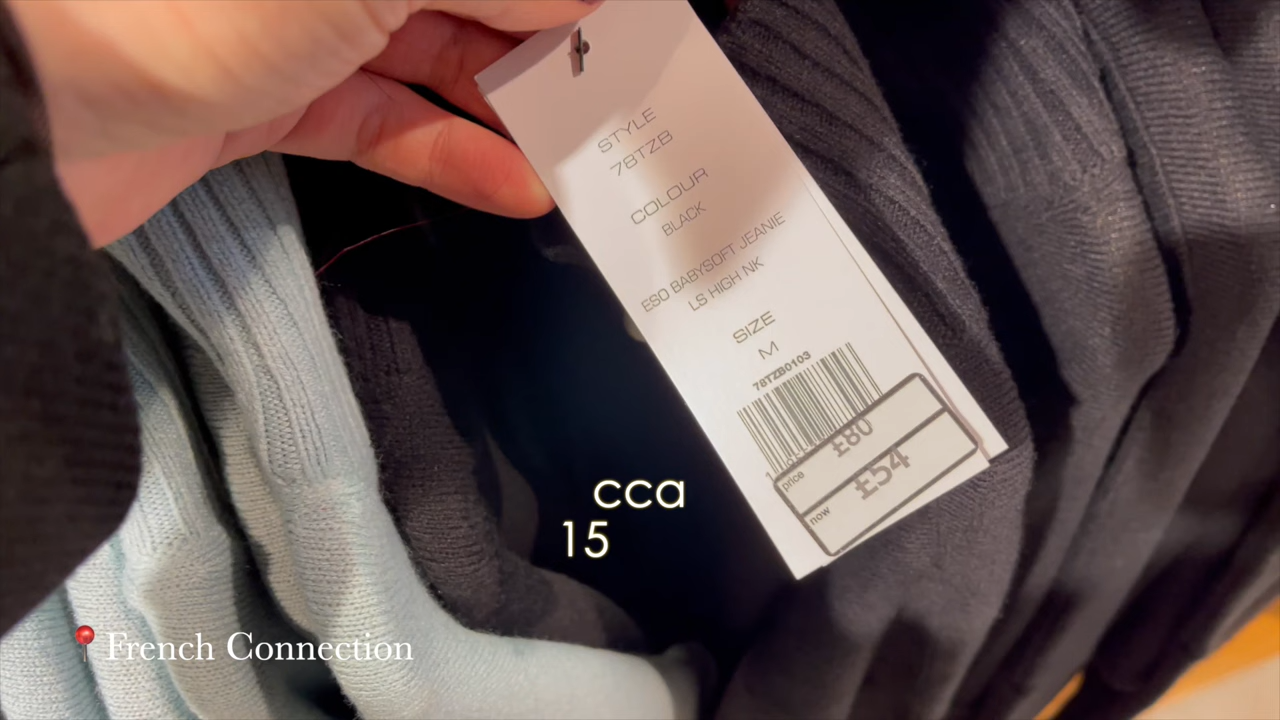 STYLE
78TZB
COLOUR
BLACK
ESO BABYSOFT JEANIE
LS HIGH NK
SIZE
M
78TZB0103
price £80
now £54
cca
15
French Connection